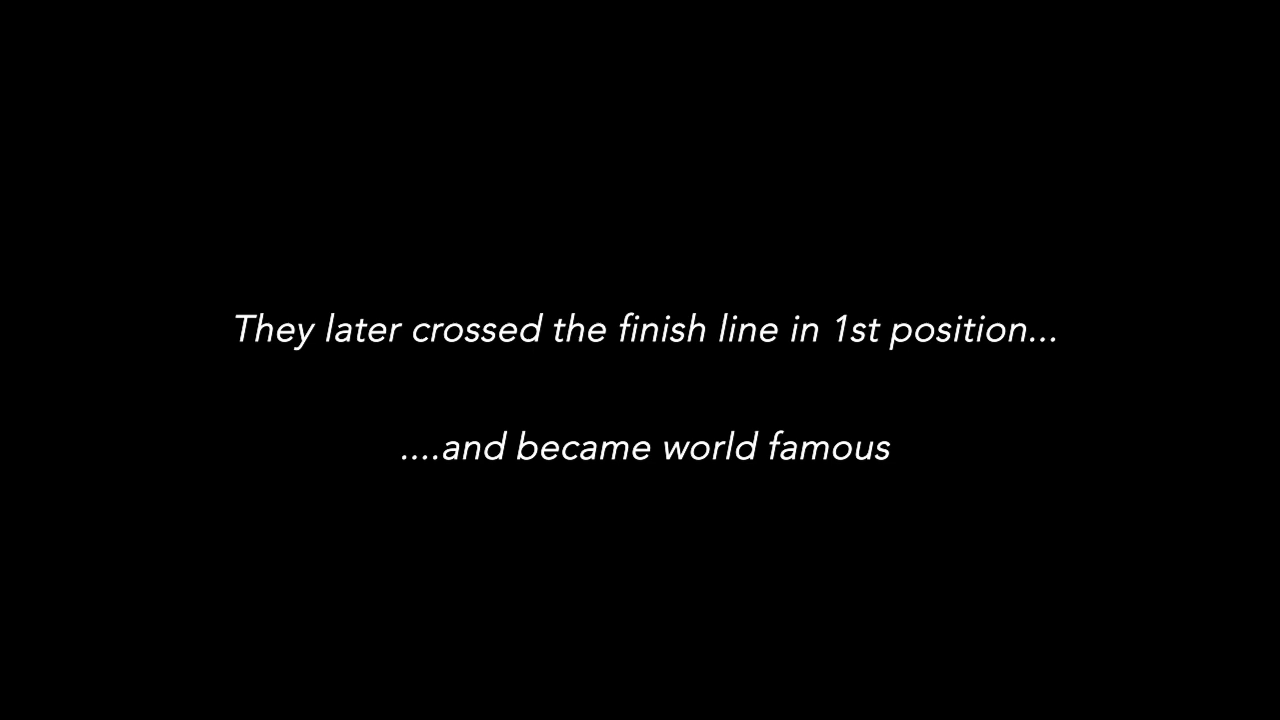 They later crossed the finish line in 1st position...
....and became world famous